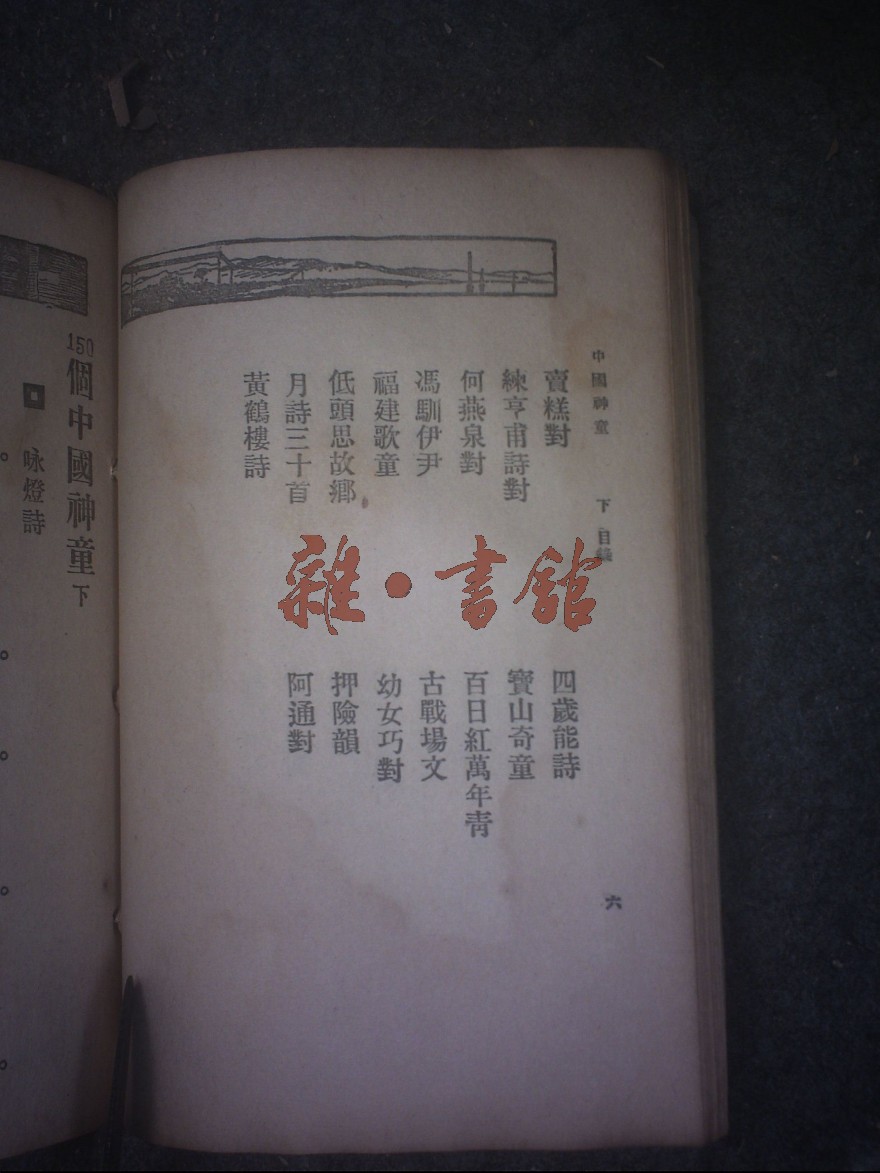 中國神童 下 目錄
賣糕對
練亨甫詩對
何燕泉對
馮馴伊尹
福建歌童
低頭思故鄉
月詩三十首
黃鶴樓詩
四歲能詩
寶山奇童
百日紅萬年青
古戰場文
幼女巧對
押險韻
阿通對
六
雜·書館
150個中國神童下
咏燈詩